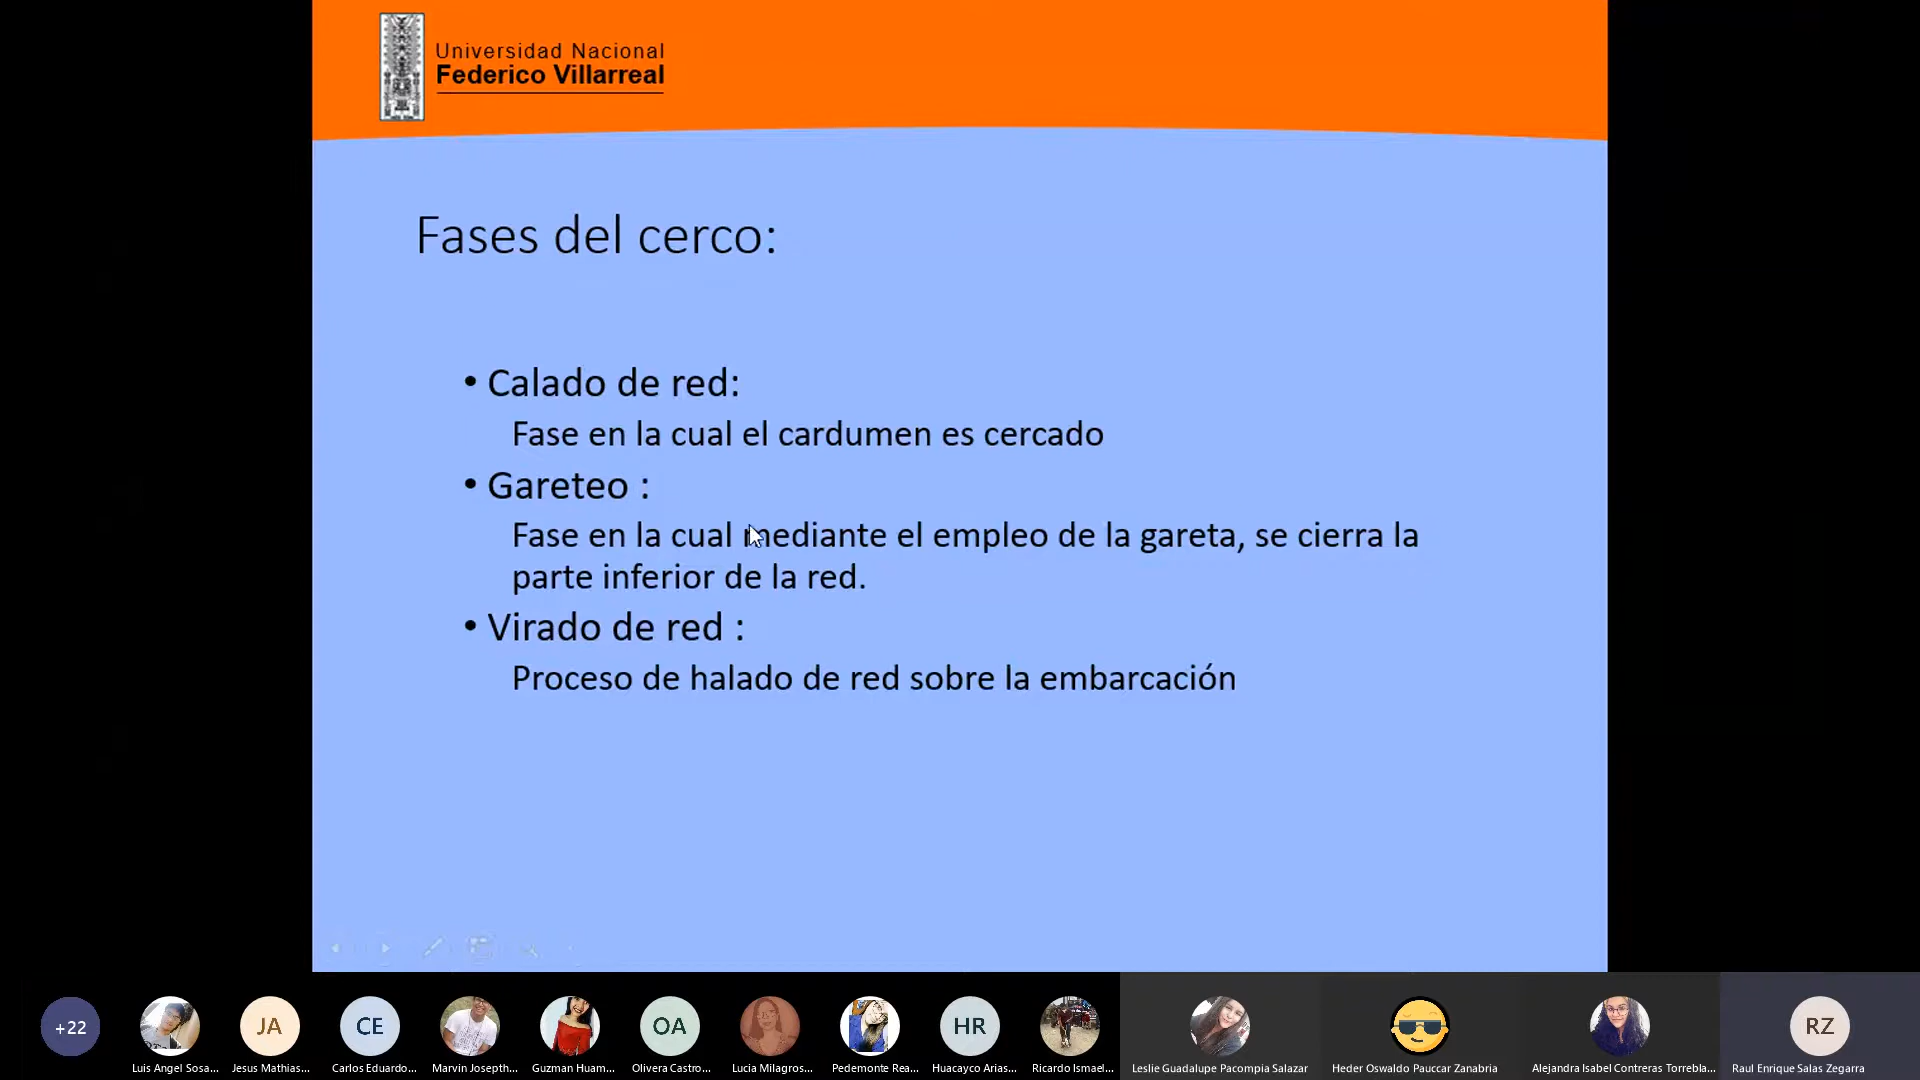 Universidad Nacional
Federico Villarreal
Fases del cerco:
• Calado de red:
Fase en la cual el cardumen es cercado
• Gareteo :
Fase en la cual mediante el empleo de la gareta, se cierra la
parte inferior de la red.
• Virado de red :
Proceso de halado de red sobre la embarcación
+22
JA
CE
OA
HR
RZ
Luis Angel Sosa...
Jesus Mathias...
Carlos Eduardo...
Marvin Josepth...
Guzman Huam...
Olivera Castro...
Lucia Milagros...
Pedemonte Rea...
Huacayco Arias...
Ricardo Ismael...
Leslie Guadalupe Pacompia Salazar
Heder Oswaldo Pauccar Zanabria
Alejandra Isabel Contreras Torrebla...
Raul Enrique Salas Zegarra